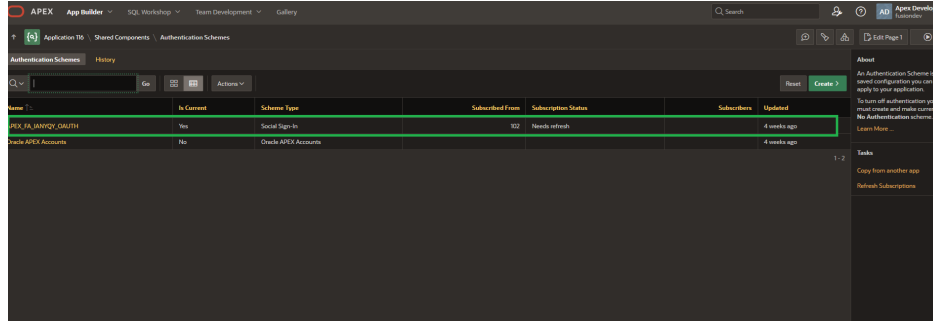 APEX App Builder SQL Workshop Team Development Gallery Search AD Apex Develo
fusiondev
Application 116 \ Shared Components \ Authentication Schemes Edit Page 1
Authentication Schemes History
Go Actions Reset Create >
Name Is Current Scheme Type Subscribed From Subscription Status Subscribers Updated
APEX_FA_IANYQY_OAUTH Yes Social Sign-In 102 Needs refresh 4 weeks ago
Oracle APEX Accounts No Oracle APEX Accounts 4 weeks ago
1 - 2
About
An Authentication Scheme is
saved configuration you can
apply to your application.
To turn off authentication yo
must create and make curre
No Authentication scheme.
Learn More ...
Tasks
Copy from another app
Refresh Subscriptions